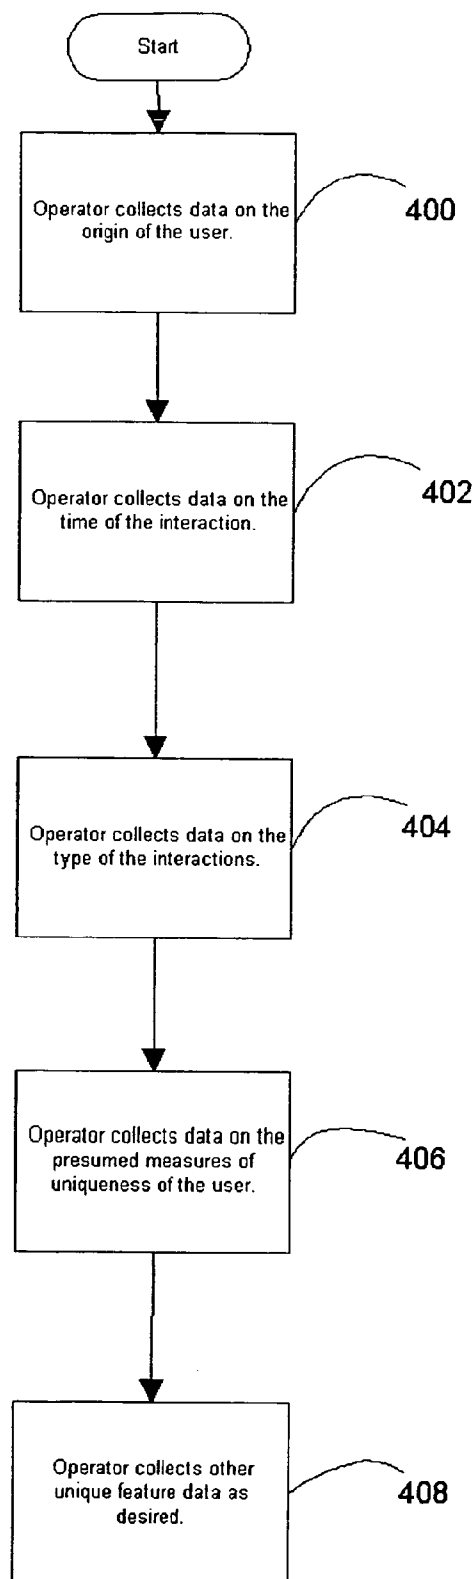 Start
Operator collects data on the
origin of the user.
400
Operator collects data on the
time of the interaction.
402
Operator collects data on the
type of the interactions.
404
Operator collects data on the
presumed measures of
uniqueness of the user.
406
Operator collects other
unique feature data as
desired.
408